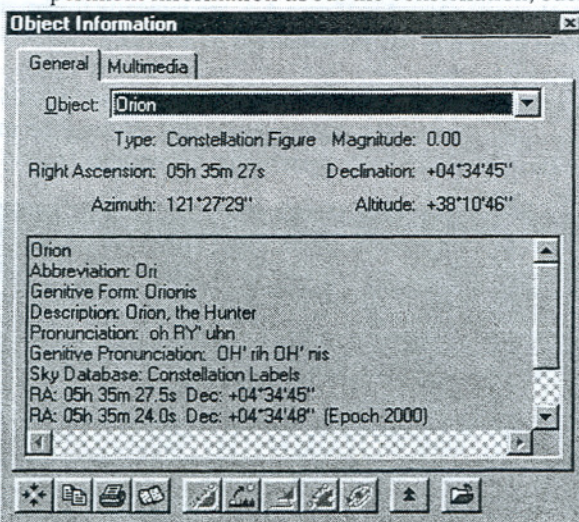 Object Information
General Multimedia
Object: Orion
Type: Constellation Figure Magnitude: 0.00
Right Ascension: 05h 35m 27s Declination: +04°34'45"
Azimuth: 121°27'29" Altitude: +38°10'46"
Orion
Abbreviation: Ori
Genitive Form: Orionis
Description: Orion, the Hunter
Pronunciation: oh RY' uhn
Genitive Pronunciation: OH' rih OH' nis
Sky Database: Constellation Labels
RA: 05h 35m 27.5s Dec: +04°34'45"
RA: 05h 35m 24.0s Dec: +04°34'48" (Epoch 2000)